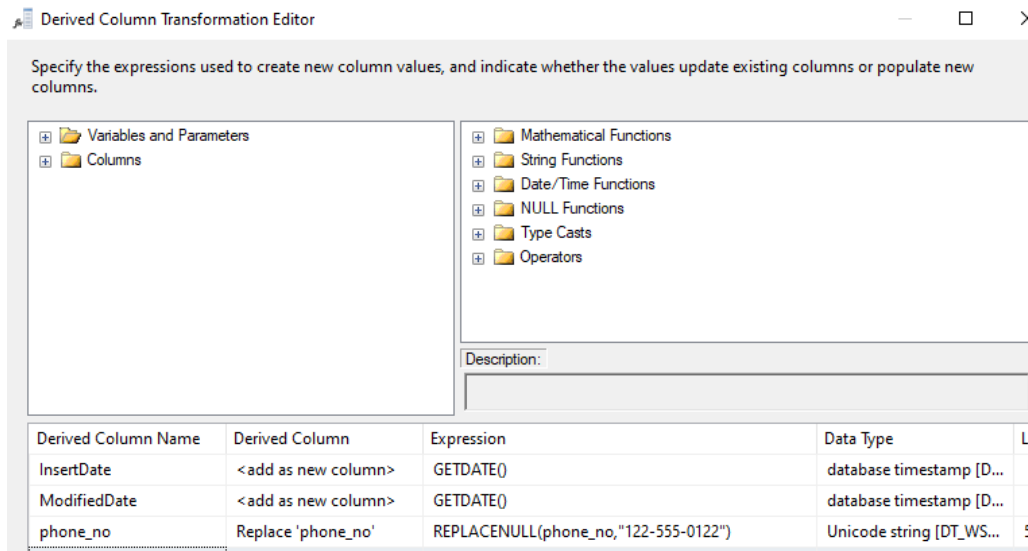 Derived Column Transformation Editor
Specify the expressions used to create new column values, and indicate whether the values update existing columns or populate new
columns.
Variables and Parameters
Columns
Mathematical Functions
String Functions
Date/Time Functions
NULL Functions
Type Casts
Operators
Description:
Derived Column Name Derived Column Expression Data Type L
InsertDate <add as new column> GETDATE() database timestamp [D...
ModifiedDate <add as new column> GETDATE() database timestamp [D...
phone_no Replace 'phone_no' REPLACENULL(phone_no,"122-555-0122") Unicode string [DT_WS... 5